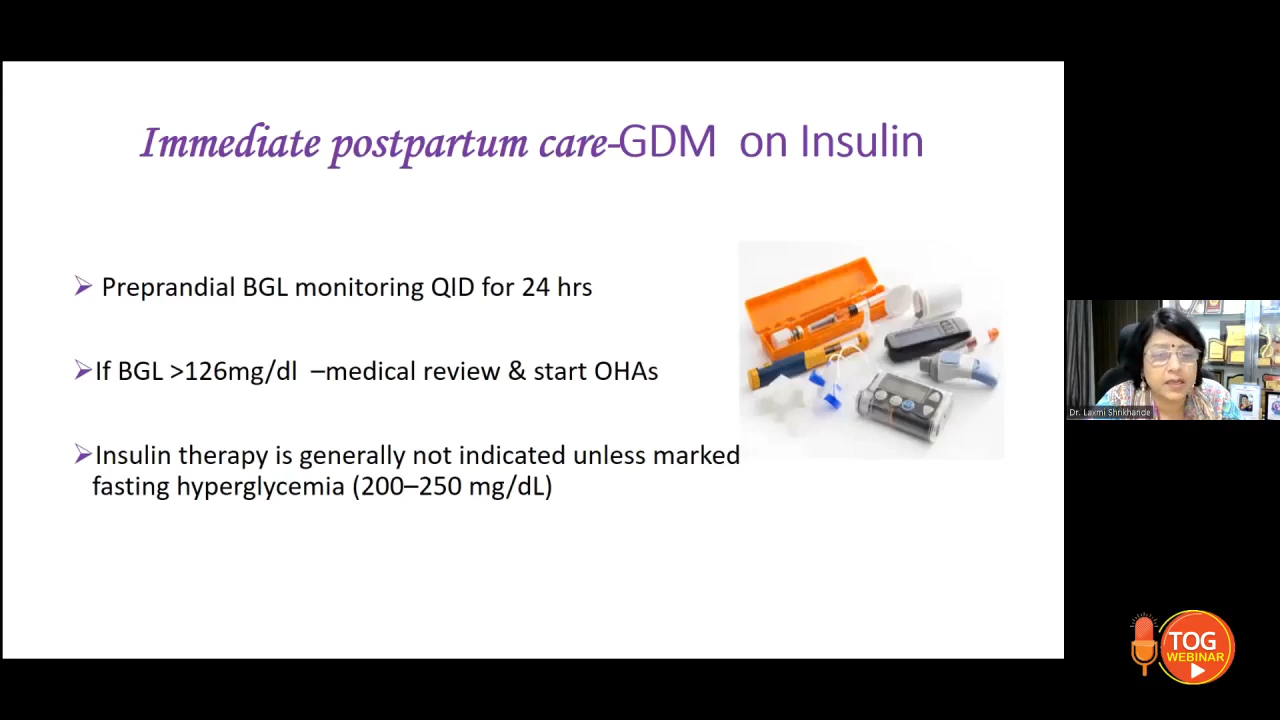 Immediate postpartum care-GDM on Insulin
➢ Preprandial BGL monitoring QID for 24 hrs
➢If BGL >126mg/dl –medical review & start OHAs
➢Insulin therapy is generally not indicated unless marked
fasting hyperglycemia (200–250 mg/dL)
Dr. Laxmi Shrikhande
TOG
WEBINAR